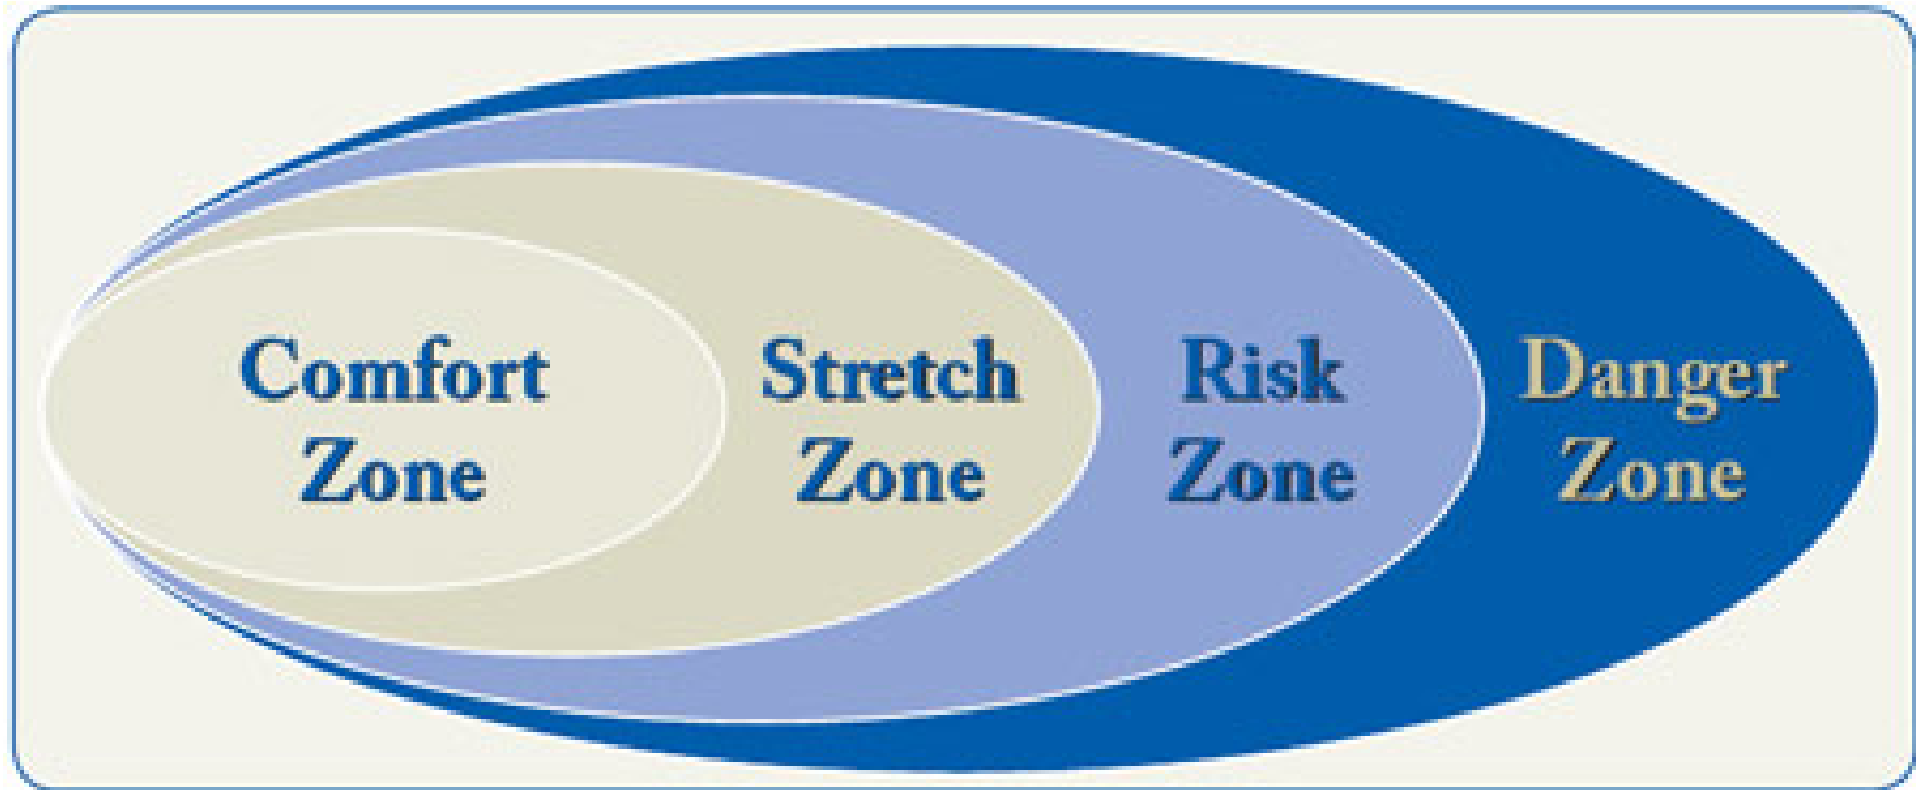 Comfort
Zone
Stretch
Zone
Risk
Zone
Danger
Zone